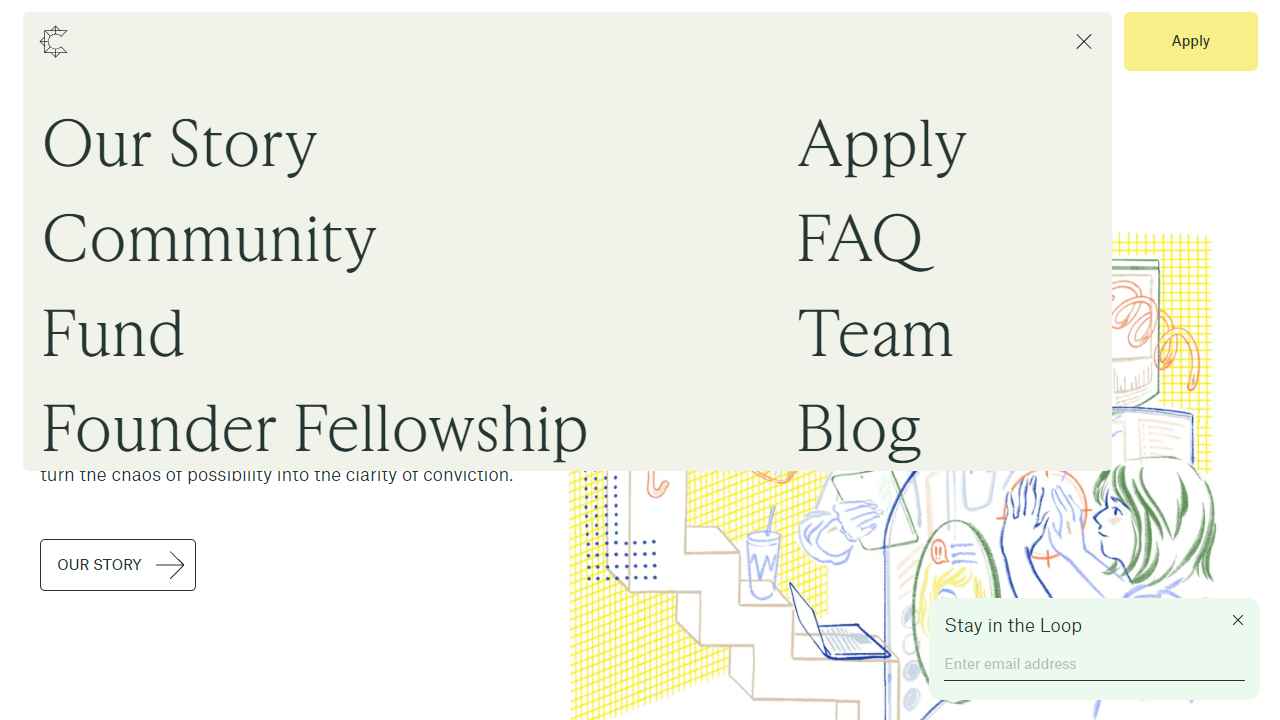 Apply
Our Story
Community
Fund
Founder Fellowship
Apply
FAQ
Team
Blog
turn the chaos of possibility into the clarity of conviction.
OUR STORY
Stay in the Loop
Enter email address